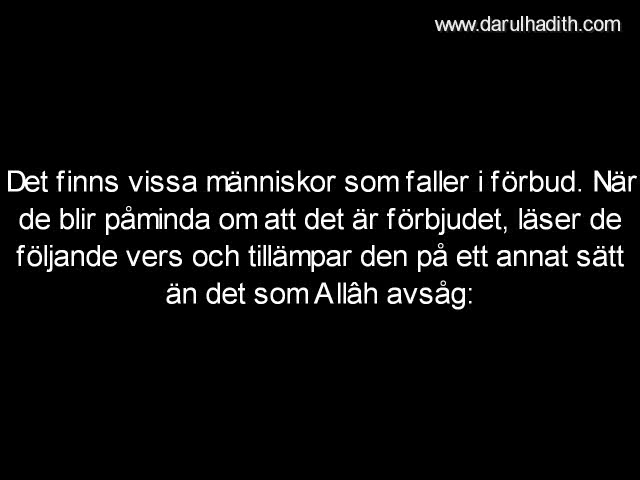 www.darulhadith.com
Det finns vissa människor som faller i förbud. När
de blir påminda om att det är förbjudet, läser de
följande vers och tillämpar den på ett annat sätt
än det som Allâh avsåg: